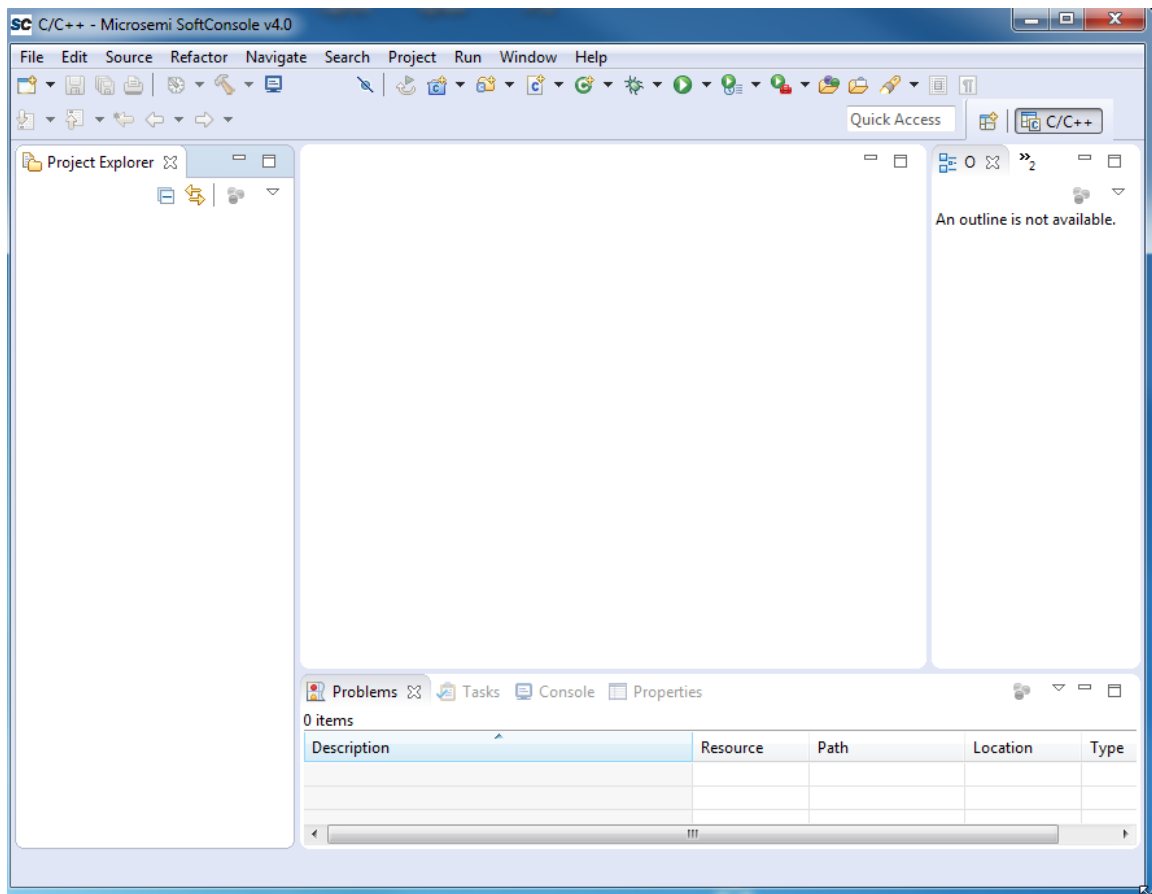 SC C/C++ - Microsemi SoftConsole v4.0
File Edit Source Refactor Navigate Search Project Run Window Help
Quick Access C/C++
Project Explorer
O »2
An outline is not available.
Problems Tasks Console Properties
0 items
Description Resource Path Location Type